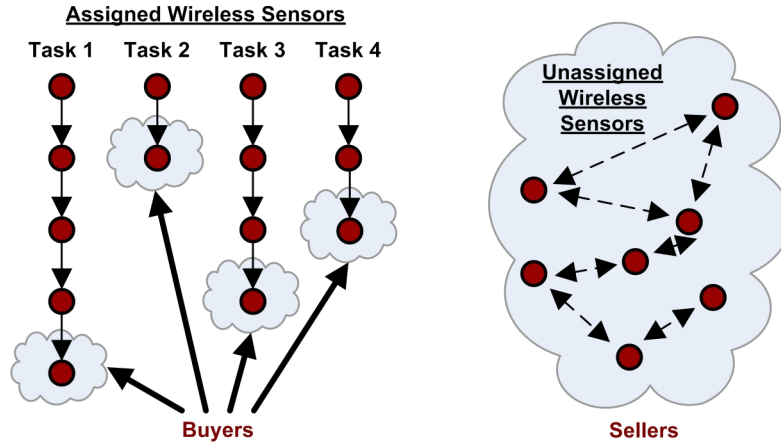 Assigned Wireless Sensors
Task 1 Task 2 Task 3 Task 4
Buyers
Unassigned
Wireless
Sensors
Sellers